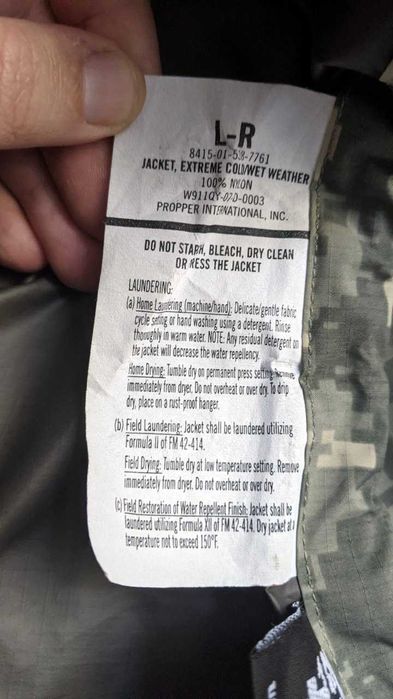 L-R
8415-01-53-7761
JACKET, EXTREME COLD/WET WEATHER
100% NYLON
W911QY-07-D-0003
PROPPER INTERNATIONAL, INC.
DO NOT STARCH, BLEACH, DRY CLEAN
OR PRESS THE JACKET
LAUNDERING:
(a) Home Laundering (machine/hand): Delicate/gentle fabric
cycle setting or hand washing using a detergent. Rinse
thoroughly in warm water. NOTE: Any residual detergent on
the jacket will decrease the water repellency.
Home Drying: Tumble dry on permanent press setting. Remove
immediately from dryer. Do not overheat or over dry. To drip
dry, place on a rust-proof hanger.
(b) Field Laundering: Jacket shall be laundered utilizing
Formula II of FM 42-414.
Field Drying: Tumble dry at low temperature setting. Remove
immediately from dryer. Do not overheat or over dry.
(c) Field Restoration of Water Repellent Finish: Jacket shall be
laundered utilizing Formula XII of FM 42-414. Dry jacket at a
temperature not to exceed 150°F.